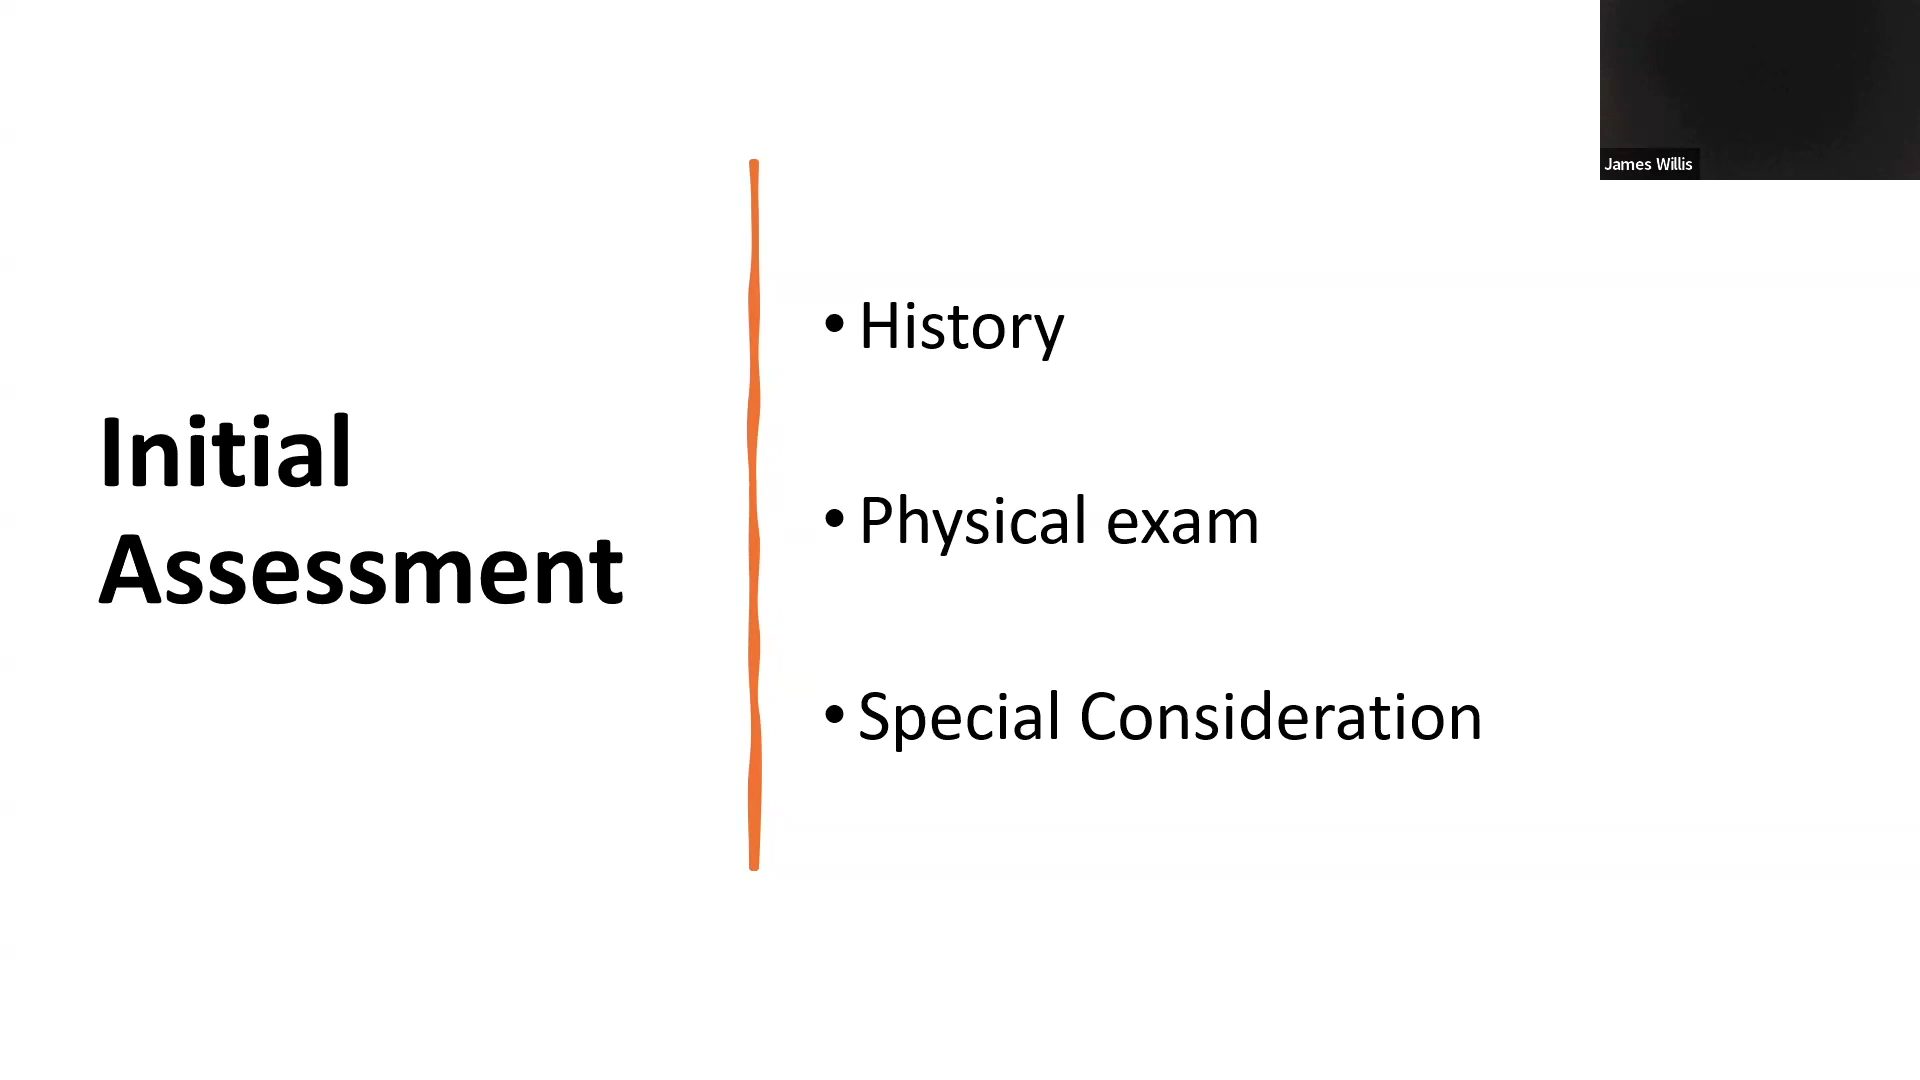 James Willis
Initial
Assessment
• History
• Physical exam
• Special Consideration